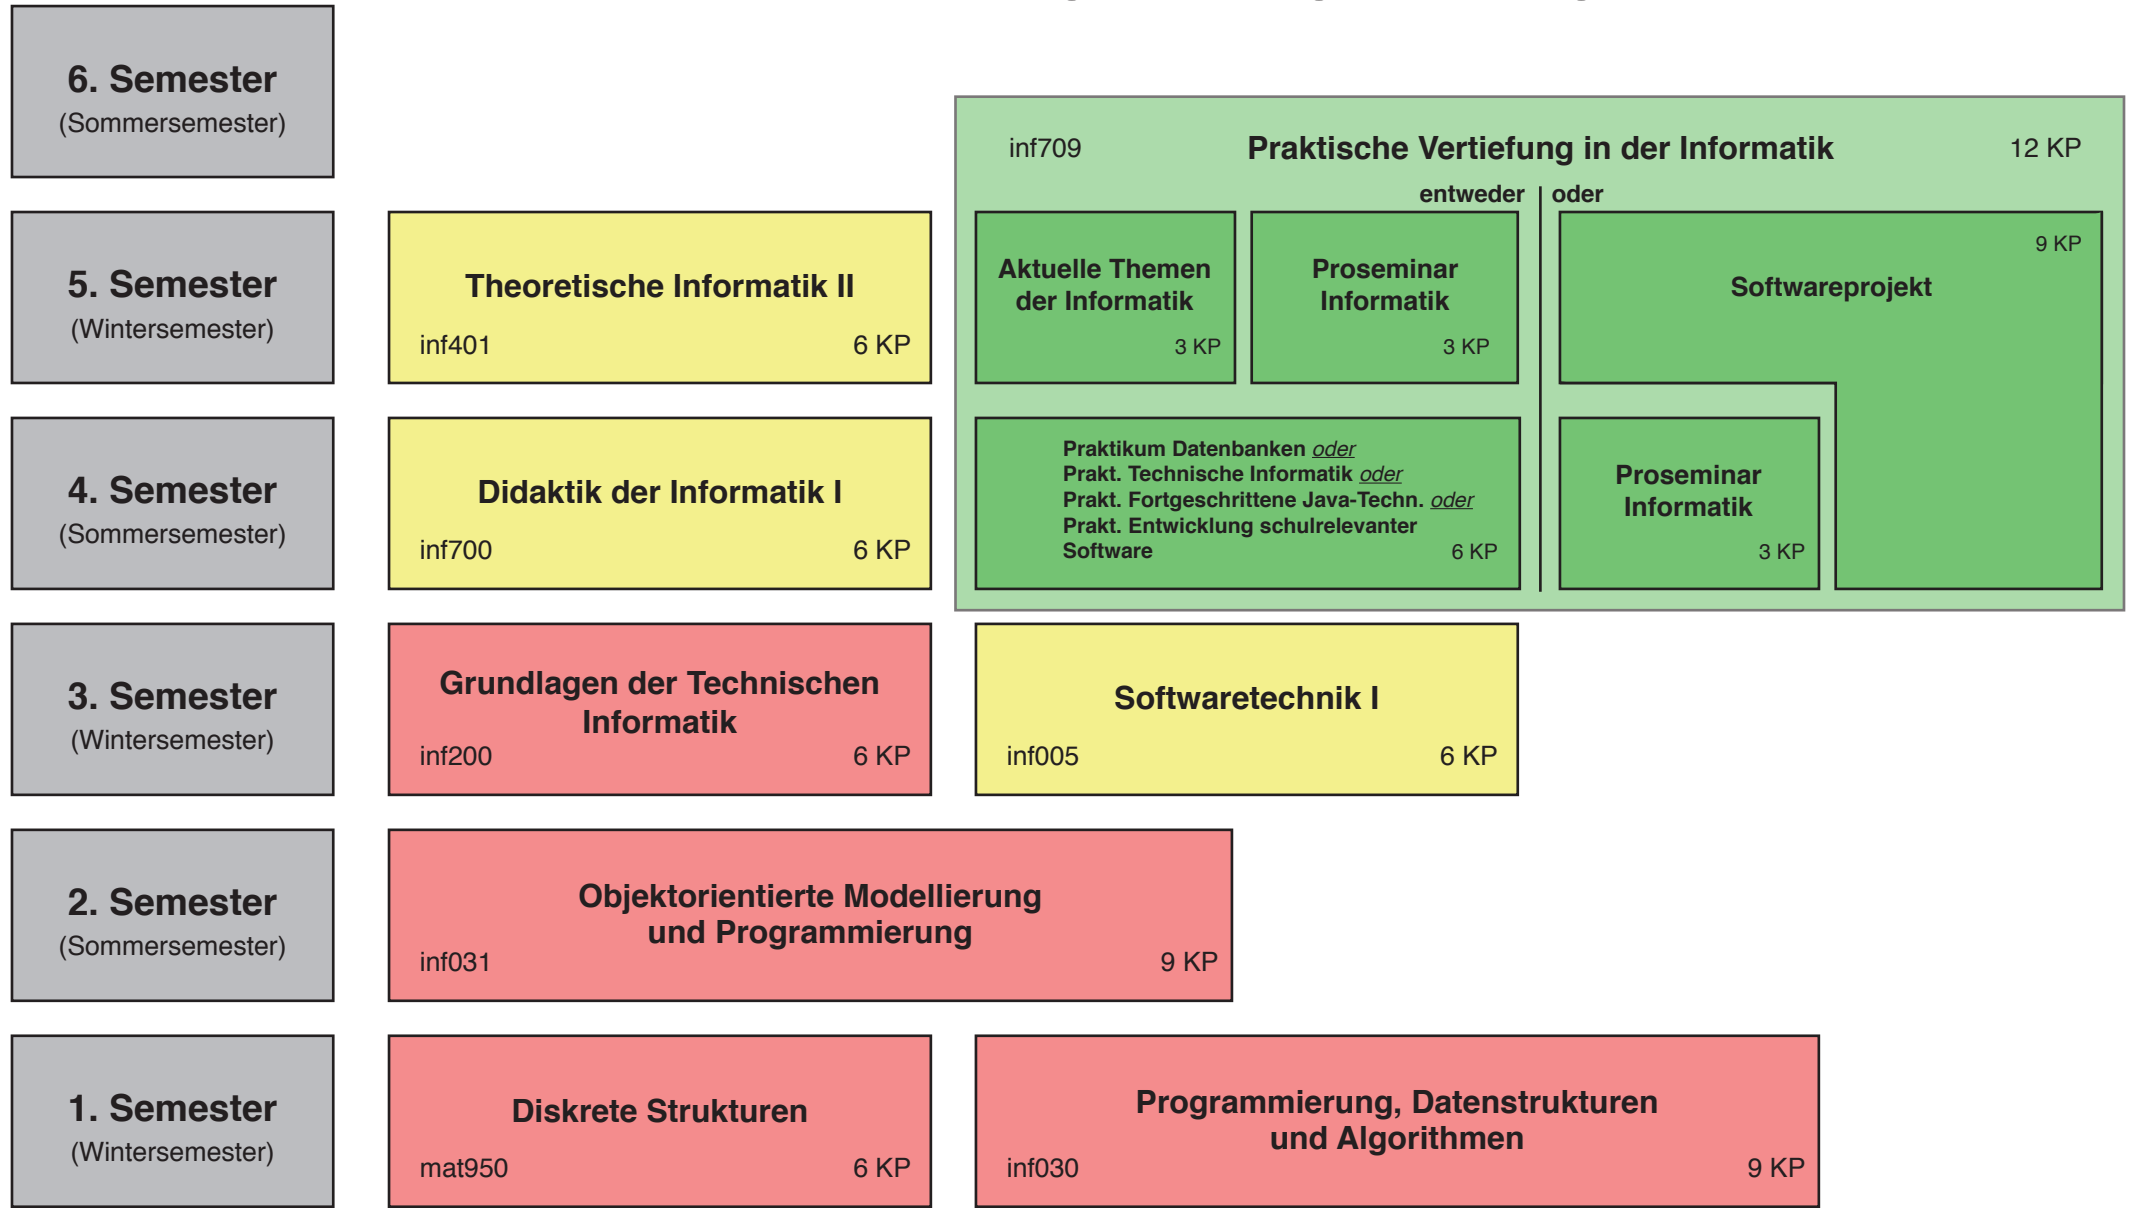 6. Semester
(Sommersemester)
inf709
Praktische Vertiefung in der Informatik
12 KP
entweder
oder
5. Semester
(Wintersemester)
Theoretische Informatik II
inf401
6 KP
Aktuelle Themen
der Informatik
3 KP
Proseminar
Informatik
3 KP
9 KP
Softwareprojekt
4. Semester
(Sommersemester)
Didaktik der Informatik I
inf700
6 KP
Praktikum Datenbanken oder
Prakt. Technische Informatik oder
Prakt. Fortgeschrittene Java-Techn. oder
Prakt. Entwicklung schulrelevanter
Software
6 KP
Proseminar
Informatik
3 KP
3. Semester
(Wintersemester)
Grundlagen der Technischen
Informatik
inf200
6 KP
Softwaretechnik I
inf005
6 KP
2. Semester
(Sommersemester)
Objektorientierte Modellierung
und Programmierung
inf031
9 KP
1. Semester
(Wintersemester)
Diskrete Strukturen
mat950
6 KP
Programmierung, Datenstrukturen
und Algorithmen
inf030
9 KP